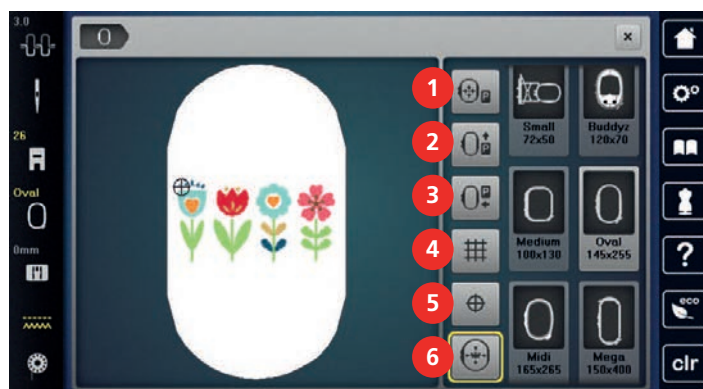 3.0
26
Oval
0mm
1
2
3
4
5
6
P
P
P
Small
72x50
Buddyz
120x70
Medium
100x130
Oval
145x255
Midi
165x265
Mega
150x400
×
?
eco
clr